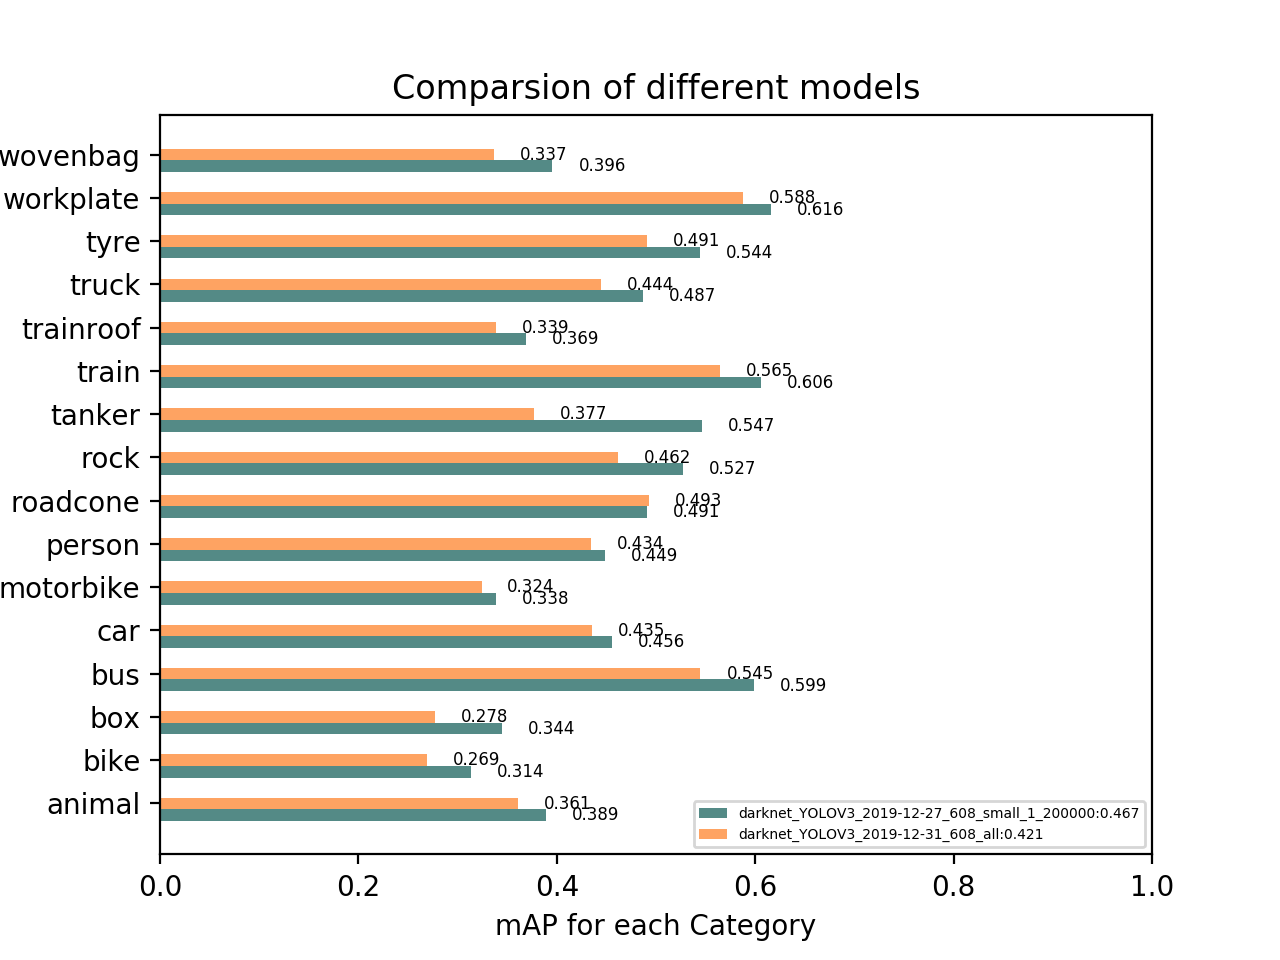 Comparsion of different models
wovenbag
0.337
0.396
workplate
0.588
0.616
tyre
0.491
0.544
truck
0.444
0.487
trainroof
0.339
0.369
train
0.565
0.606
tanker
0.377
0.547
rock
0.462
0.527
roadcone
0.493
0.491
person
0.434
0.449
motorbike
0.324
0.338
car
0.435
0.456
bus
0.545
0.599
box
0.278
0.344
bike
0.269
0.314
animal
0.361
0.389
darknet_YOLOV3_2019-12-27_608_small_1_200000:0.467
darknet_YOLOV3_2019-12-31_608_all:0.421
0.0 0.2 0.4 0.6 0.8 1.0
mAP for each Category